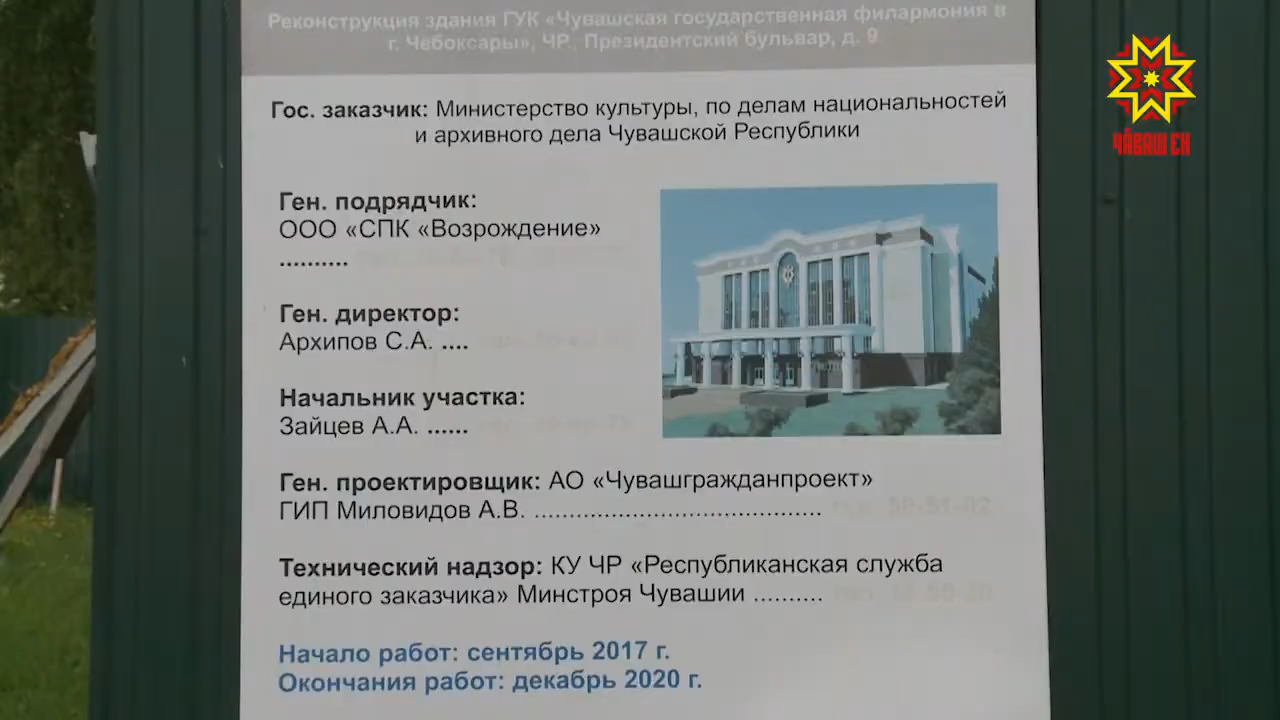 Реконструкция здания ГУК «Чувашская государственная филармония в
г. Чебоксары», ЧР, Президентский бульвар, д. 9
ЧӐВАШ ЕН
Гос. заказчик: Министерство культуры, по делам национальностей
и архивного дела Чувашской Республики
Ген. подрядчик:
ООО «СПК «Возрождение»
..........
Ген. директор:
Архипов С.А. ....
Начальник участка:
Зайцев А.А. ......
Ген. проектировщик: АО «Чувашгражданпроект»
ГИП Миловидов А.В. ..........................................
Технический надзор: КУ ЧР «Республиканская служба
единого заказчика» Минстроя Чувашии ..........
Начало работ: сентябрь 2017 г.
Окончания работ: декабрь 2020 г.